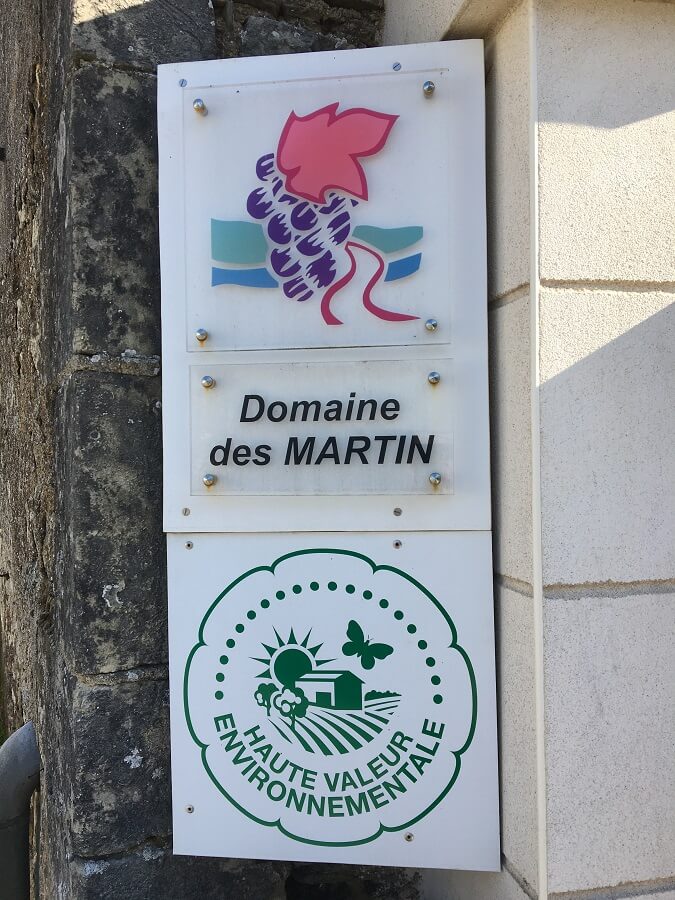 Domaine
des MARTIN
HAUTE VALEUR
ENVIRONNEMENTALE